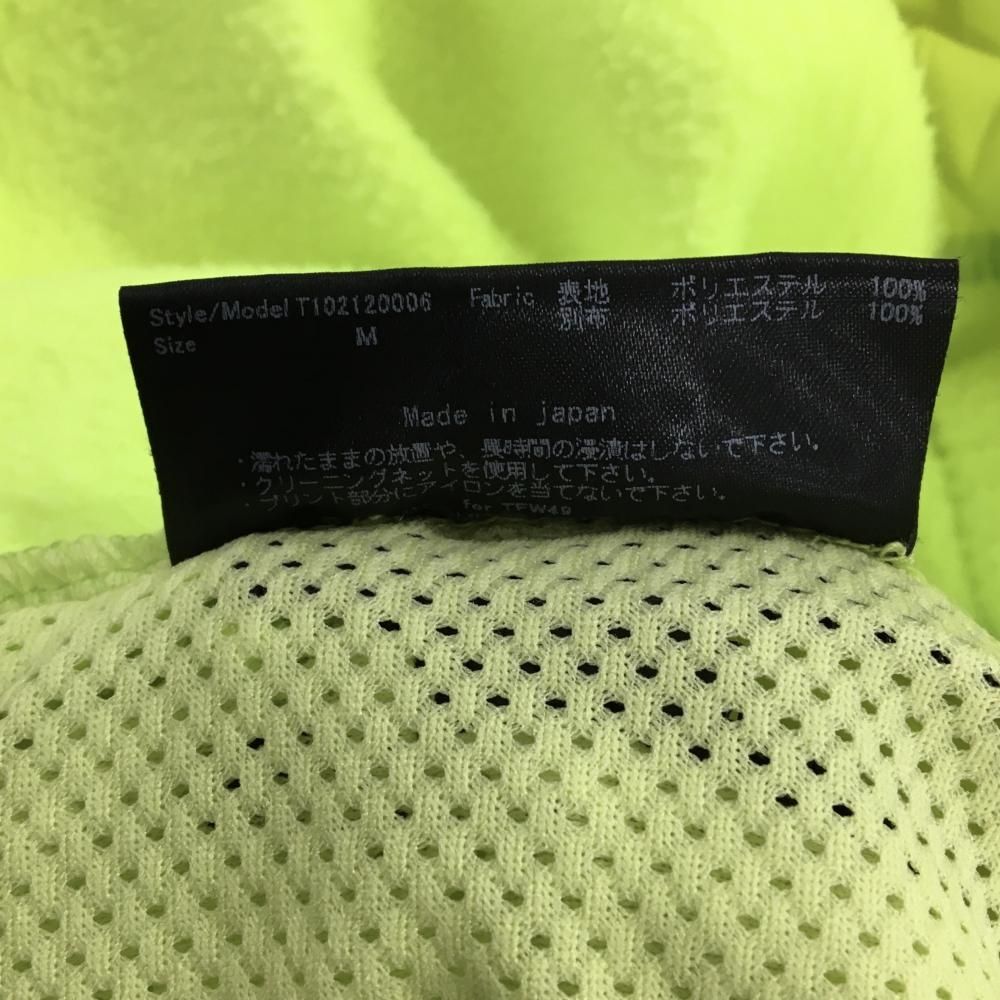 Style/Model T102120006 Fabric 表地 ポリエステル 100%
別布 ポリエステル 100%
Size M
Made in japan
・濡れたままの放置や、長時間の浸漬はしないで下さい。
・クリーニングネットを使用して下さい。
・プリント部分にアイロンを当てないで下さい。
for TFW49